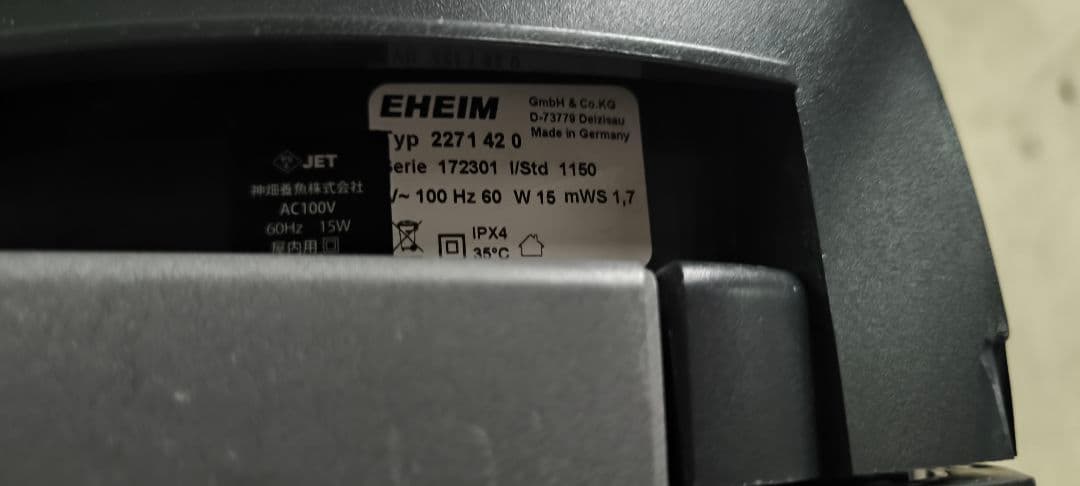 EHEIM
GmbH & Co.KG
D-73779 Deizisau
Made in Germany
Typ 2271 42 0
Serie 172301 l/Std 1150
V~ 100 Hz 60 W 15 mWS 1,7
IPX4
35°C
JET
神畑養魚株式会社
AC100V
60Hz 15W
屋内用